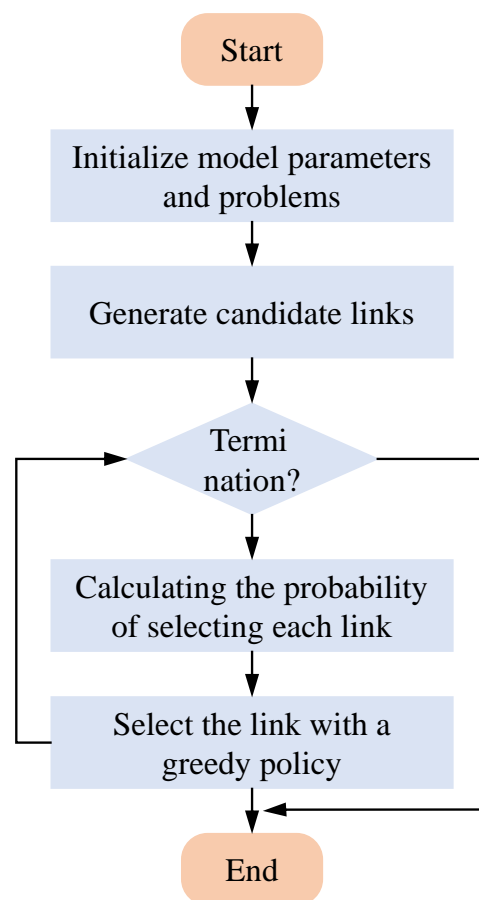 Start
Initialize model parameters
and problems
Generate candidate links
Termi
nation?
Calculating the probability
of selecting each link
Select the link with a
greedy policy
End